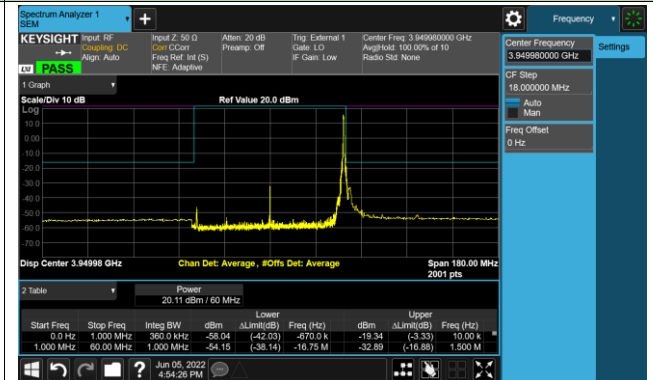 Spectrum Analyzer 1
SEM
+
Frequency
KEYSIGHT
Input: RF
Coupling: DC
Align: Auto
Input Z: 50 Ω
Corr CCorr
Freq Ref: Int (S)
NFE: Adaptive
Atten: 20 dB
Preamp: Off
Trig: External 1
Gate: LO
IF Gain: Low
Center Freq: 3.949980000 GHz
Avg|Hold: 100.00% of 10
Radio Std: None
LXI PASS
Center Frequency
3.949980000 GHz
Settings
CF Step
18.000000 MHz
Auto
Man
Freq Offset
0 Hz
1 Graph
Scale/Div 10 dB
Ref Value 20.0 dBm
Log
10.0
0.00
-10.0
-20.0
-30.0
-40.0
-50.0
-60.0
-70.0
Disp Center 3.94998 GHz
Chan Det: Average, #Offs Det: Average
Span 180.00 MHz
2001 pts
2 Table
Power
20.11 dBm / 60 MHz
Lower Upper
Start Freq Stop Freq Integ BW dBm ΔLimit(dB) Freq (Hz) dBm ΔLimit(dB) Freq (Hz)
0.0 Hz 1.000 MHz 360.0 kHz -58.04 (-42.03) -670.0 k -19.34 (-3.33) 10.00 k
1.000 MHz 60.00 MHz 1.000 MHz -54.15 (-38.14) -16.75 M -32.89 (-16.88) 1.500 M
?
Jun 05, 2022
4:54:26 PM